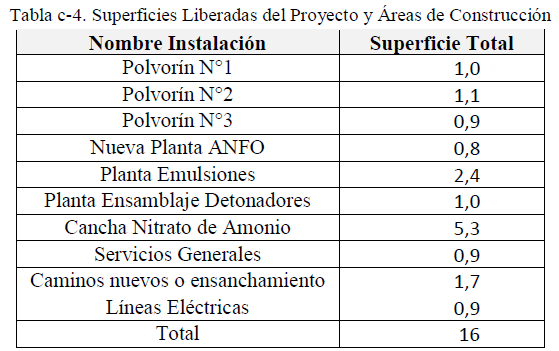 Tabla c-4. Superficies Liberadas del Proyecto y Áreas de Construcción
Nombre Instalación Superficie Total
Polvorín N°1 1,0
Polvorín N°2 1,1
Polvorín N°3 0,9
Nueva Planta ANFO 0,8
Planta Emulsiones 2,4
Planta Ensamblaje Detonadores 1,0
Cancha Nitrato de Amonio 5,3
Servicios Generales 0,9
Caminos nuevos o ensanchamiento 1,7
Líneas Eléctricas 0,9
Total 16